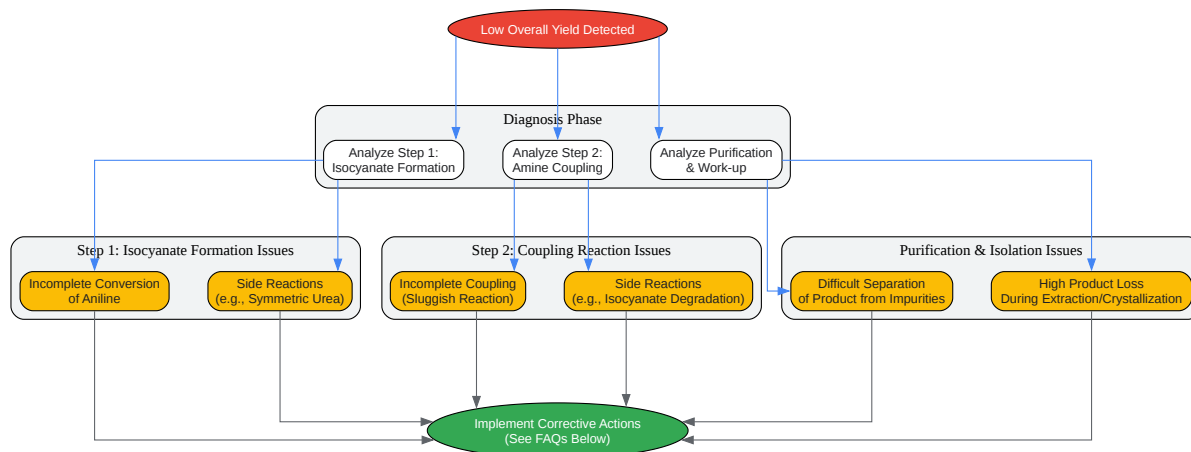 Low Overall Yield Detected
Diagnosis Phase
Analyze Step 1:
Isocyanate Formation
Analyze Step 2:
Amine Coupling
Analyze Purification
& Work-up
Step 1: Isocyanate Formation Issues
Incomplete Conversion
of Aniline
Side Reactions
(e.g., Symmetric Urea)
Step 2: Coupling Reaction Issues
Incomplete Coupling
(Sluggish Reaction)
Side Reactions
(e.g., Isocyanate Degradation)
Purification & Isolation Issues
Difficult Separation
of Product from Impurities
High Product Loss
During Extraction/Crystallization
Implement Corrective Actions
(See FAQs Below)